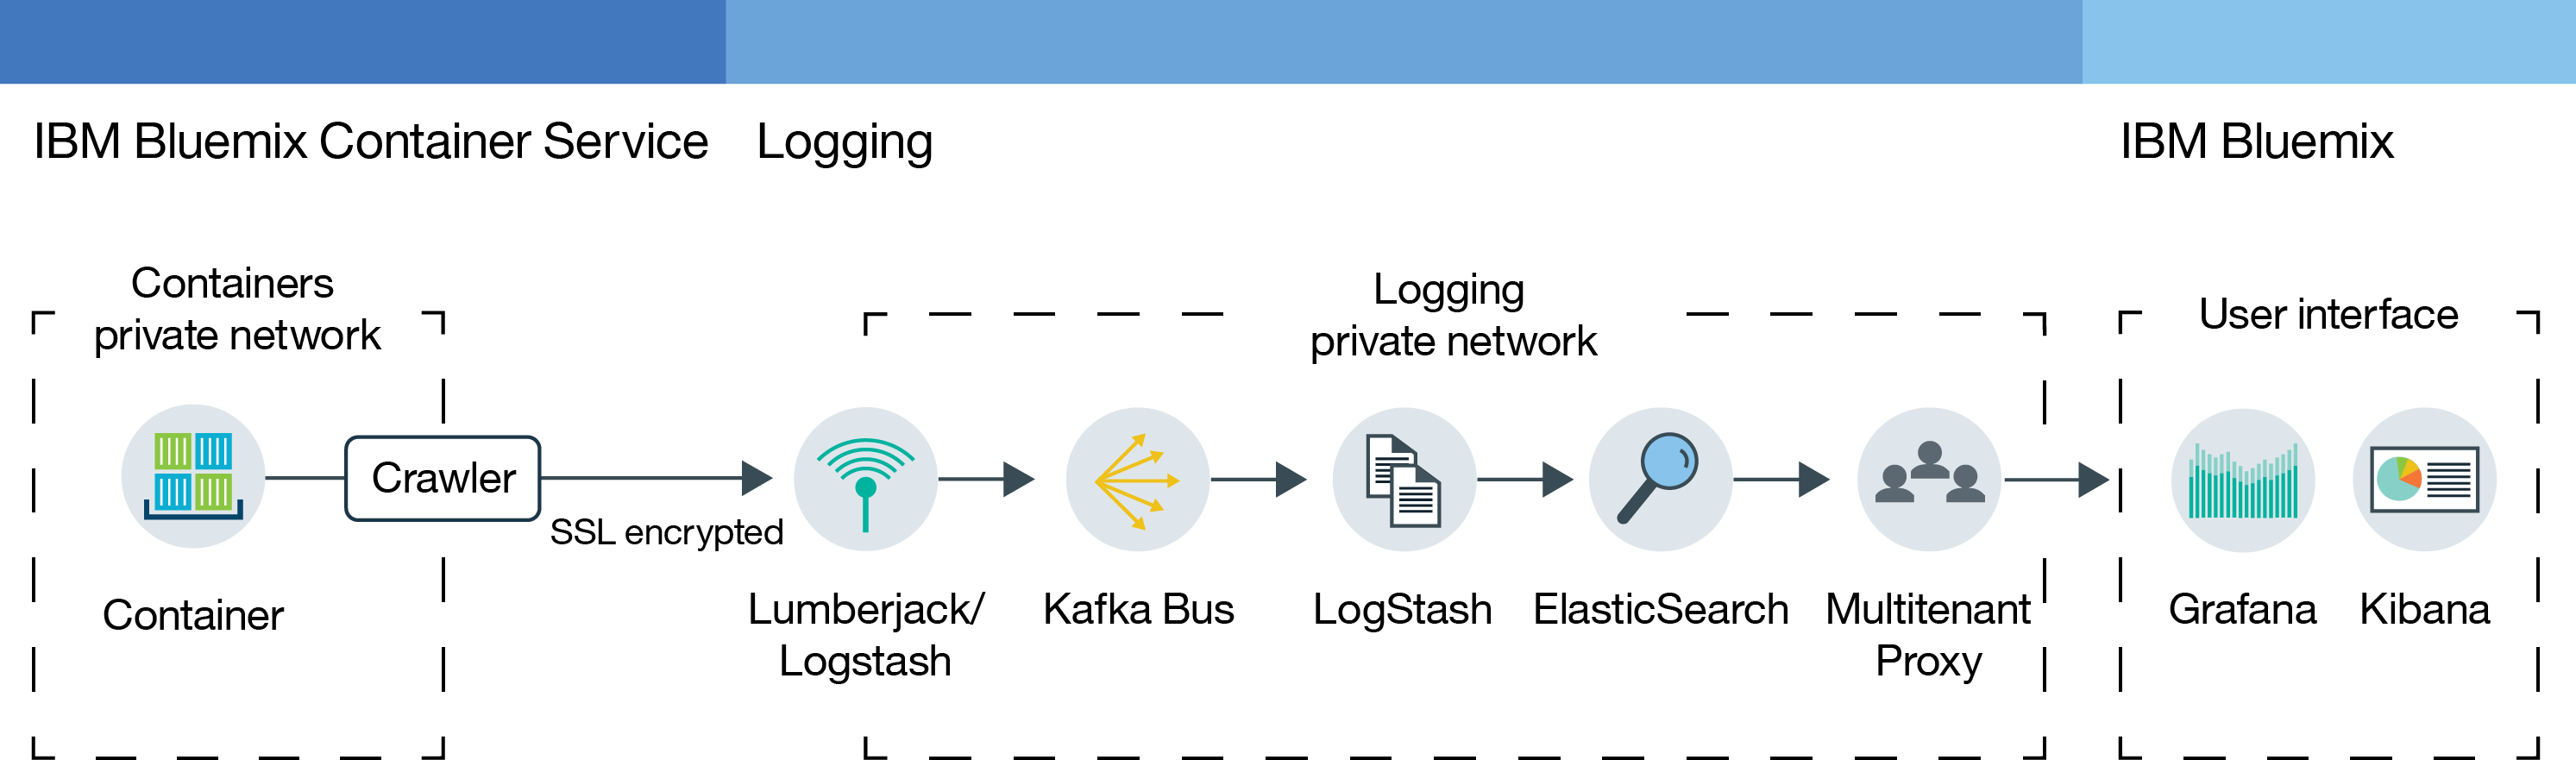 IBM Bluemix Container Service
Logging
IBM Bluemix
Containers
private network
Logging
private network
User interface
Crawler
SSL encrypted
Container
Lumberjack/
Logstash
Kafka Bus
LogStash
ElasticSearch
Multitenant
Proxy
Grafana
Kibana